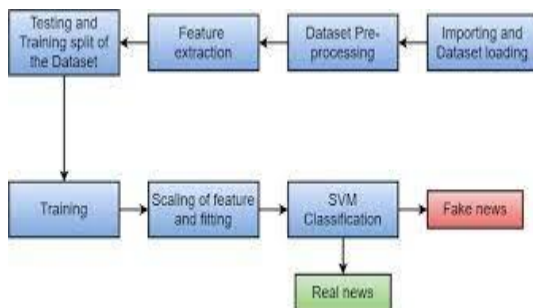 Testing and
Training split of
the Dataset
Feature
extraction
Dataset Pre-
processing
Importing and
Dataset loading
Training
Scaling of feature
and fitting
SVM
Classification
Fake news
Real news